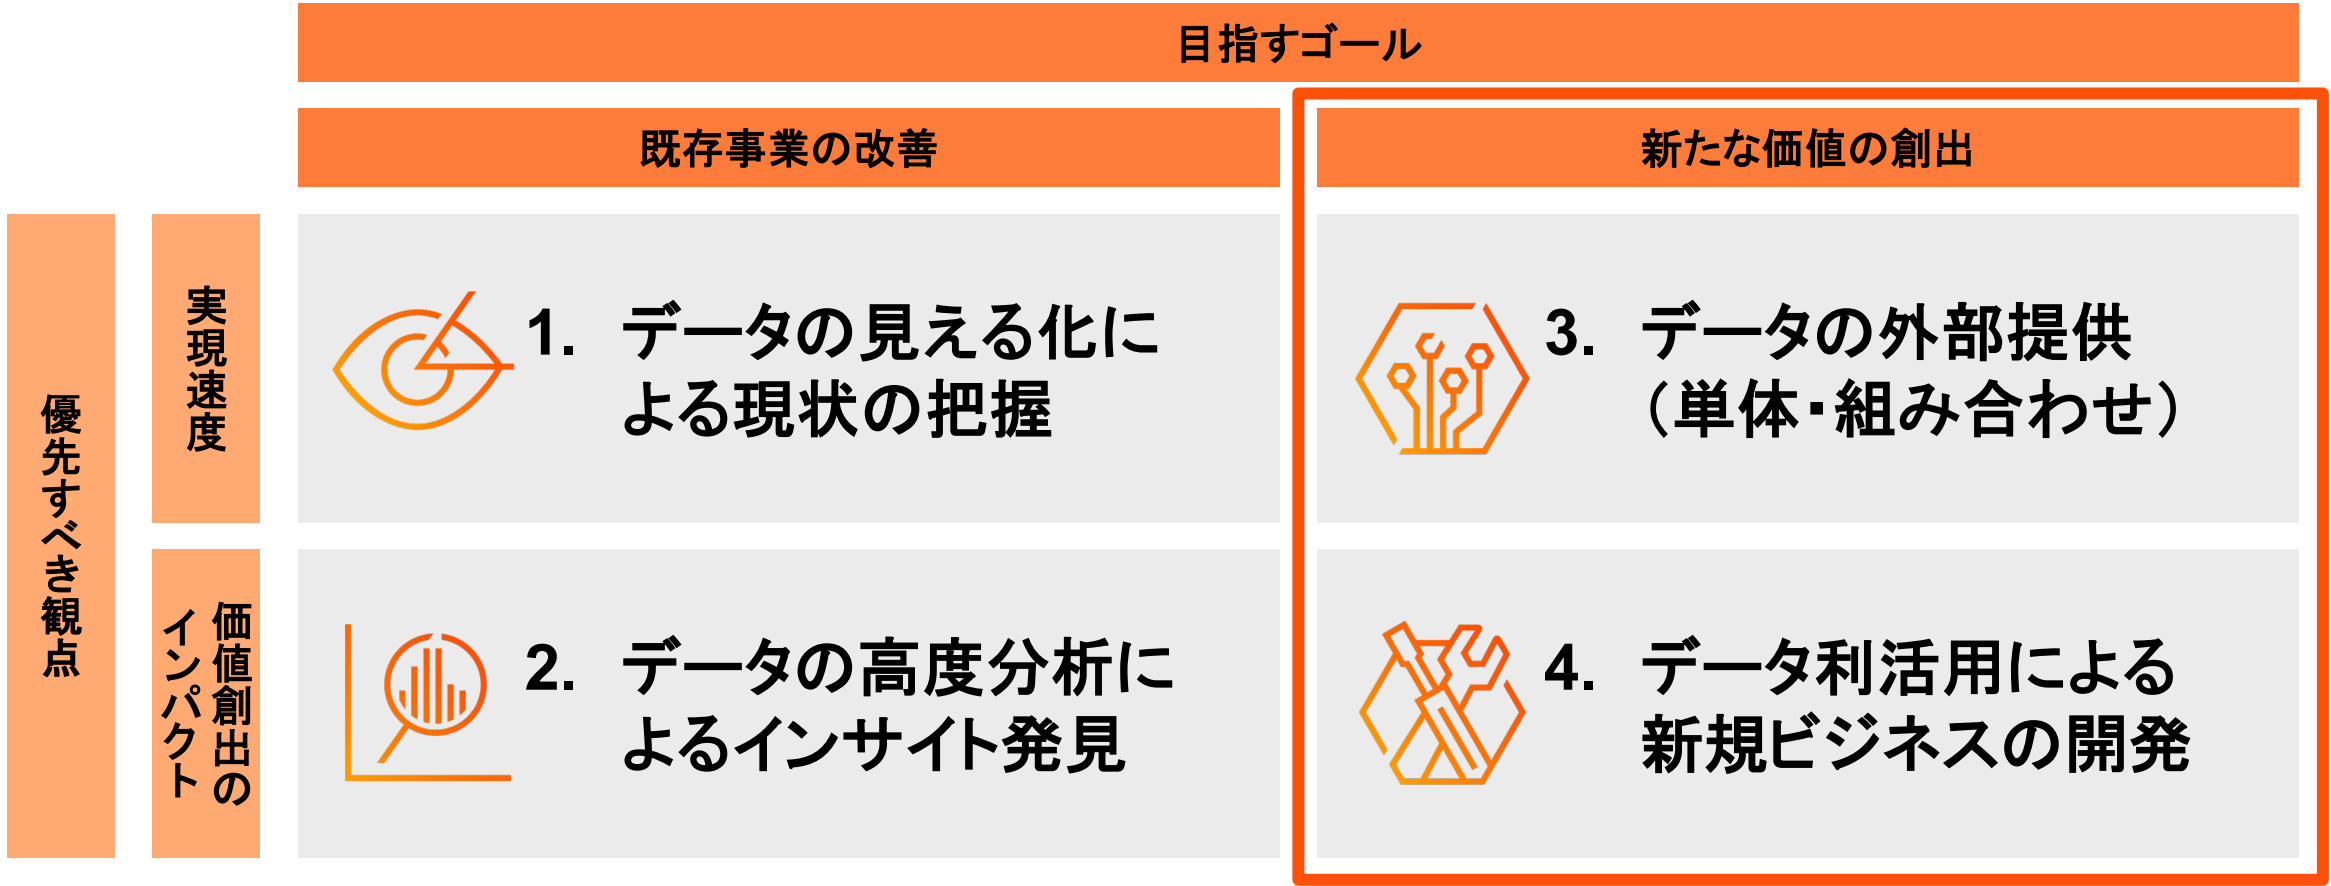 目指すゴール
既存事業の改善
新たな価値の創出
優先すべき観点
実現速度
1. データの見える化に
よる現状の把握
3. データの外部提供
（単体・組み合わせ）
価値創出の
インパクト
2. データの高度分析に
よるインサイト発見
4. データ利活用による
新規ビジネスの開発